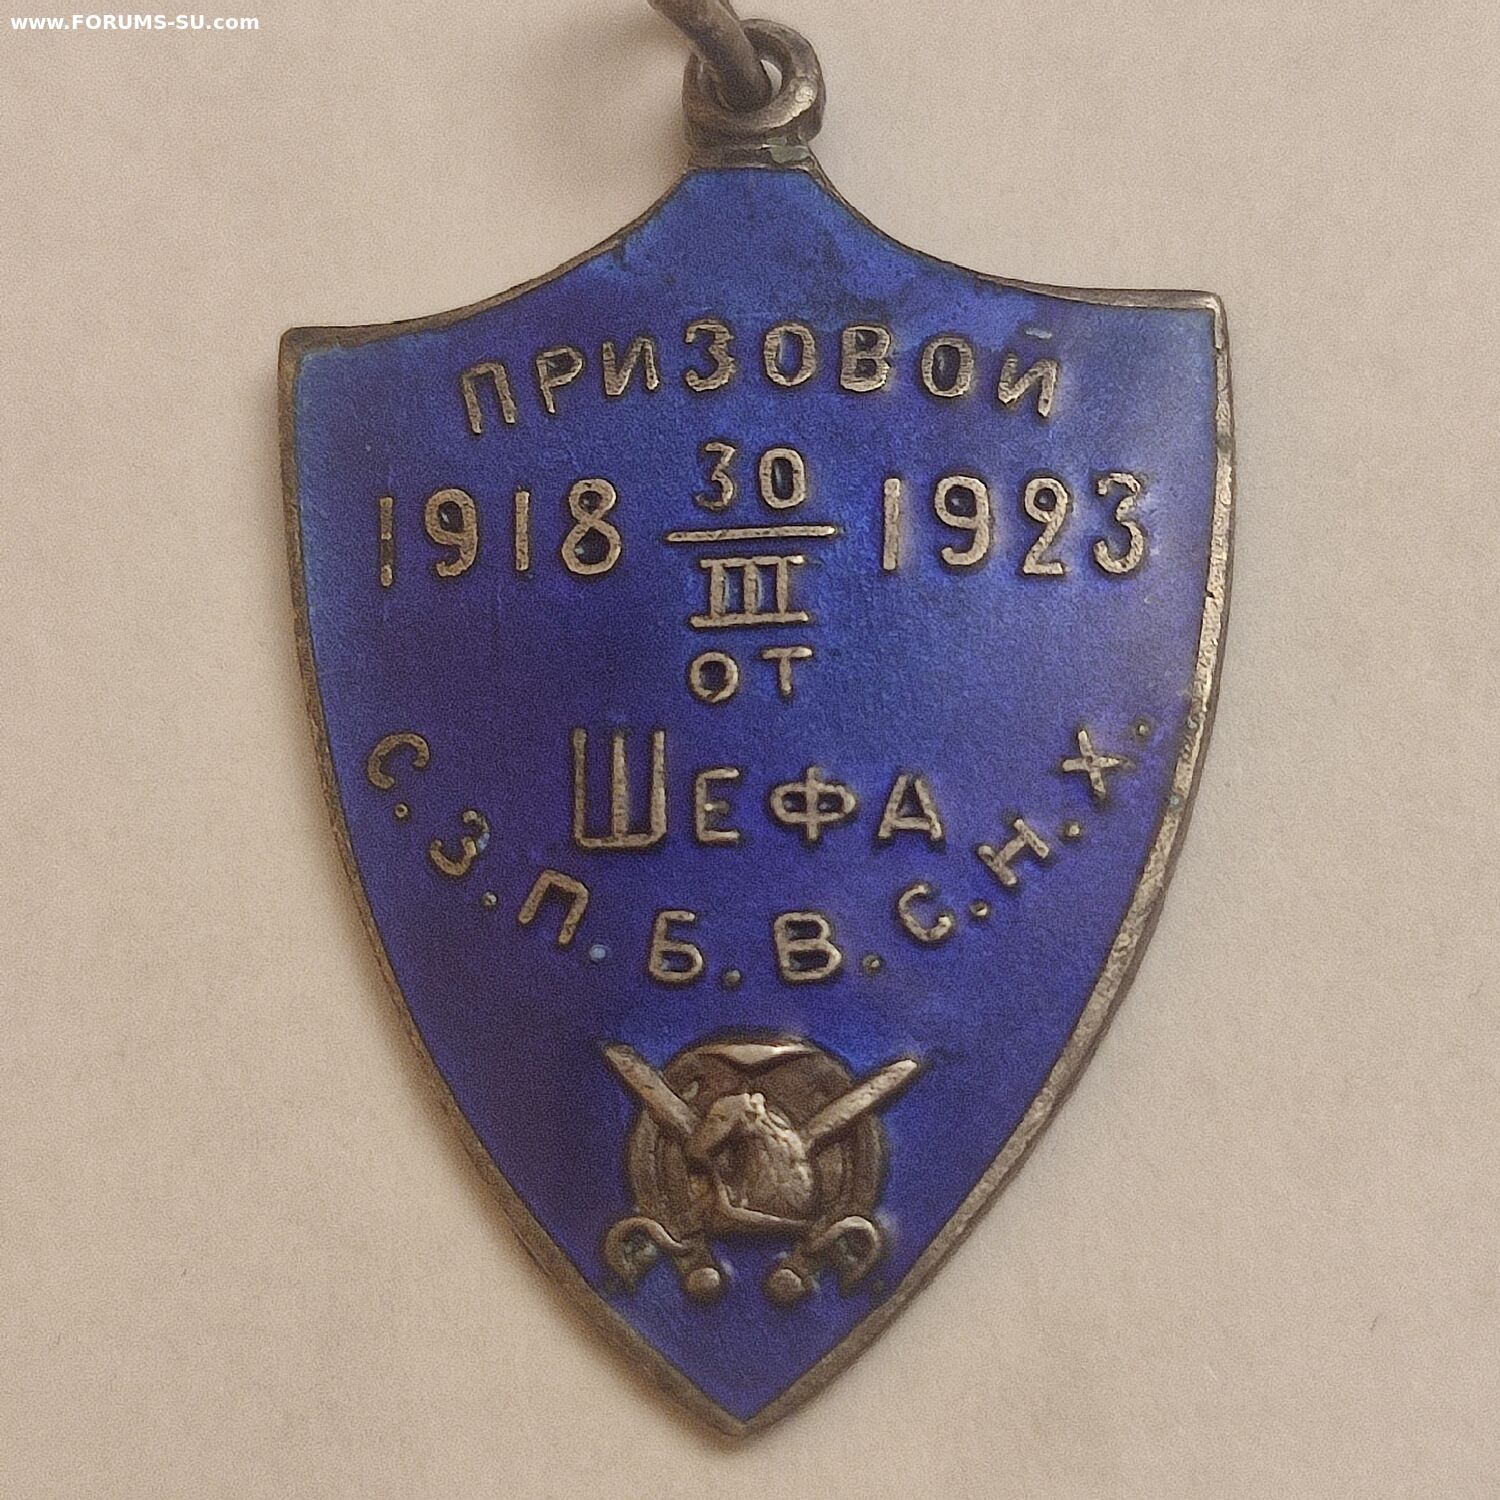 www.FORUMS-SU.com
ПРИЗОВОЙ
1918 30 1923
III
ОТ
ШЕФА
С.З.П.Б.В.С.Н.Х.